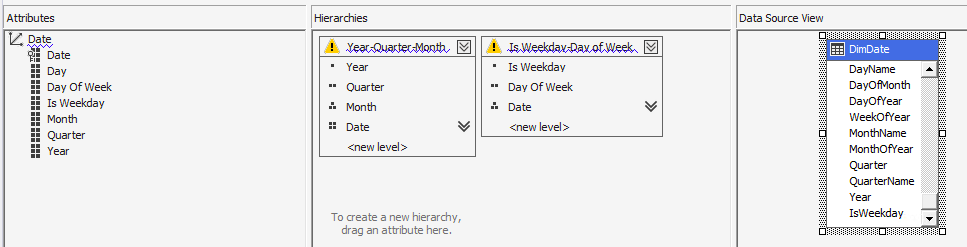 Attributes
Date
Date
Day
Day Of Week
Is Weekday
Month
Quarter
Year
Hierarchies
Year-Quarter-Month
Year
Quarter
Month
Date
<new level>
Is Weekday-Day of Week
Is Weekday
Day Of Week
Date
<new level>
To create a new hierarchy,
drag an attribute here.
Data Source View
DimDate
DayName
DayOfMonth
DayOfYear
WeekOfYear
MonthName
MonthOfYear
Quarter
QuarterName
Year
IsWeekday